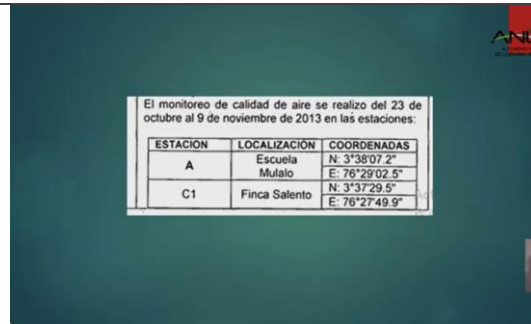 El monitoreo de calidad de aire se realizo del 23 de
octubre al 9 de noviembre de 2013 en las estaciones:
ESTACION LOCALIZACIÓN COORDENADAS
A Escuela Mulalo N: 3°38'07.2"
E: 76°29'02.5"
C1 Finca Salento N: 3°37'29.5"
E: 76°27'49.9"